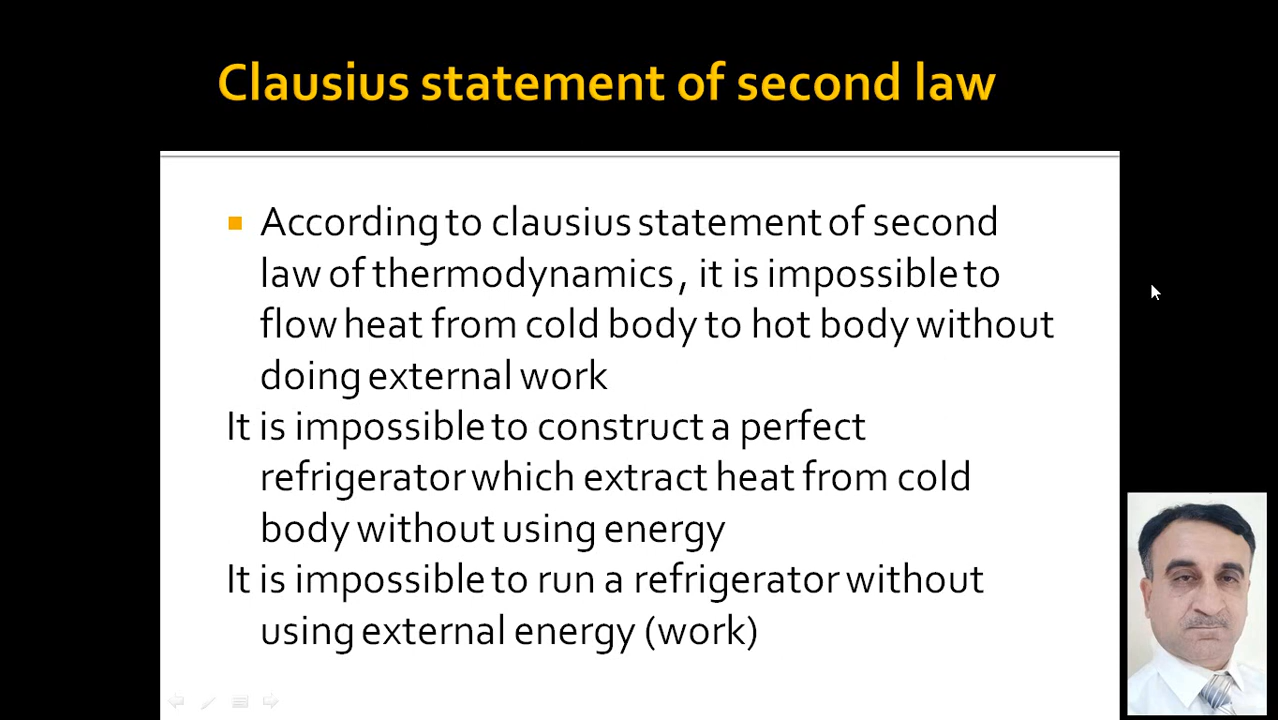 Clausius statement of second law
According to clausius statement of second
law of thermodynamics, it is impossible to
flow heat from cold body to hot body without
doing external work
It is impossible to construct a perfect
refrigerator which extract heat from cold
body without using energy
It is impossible to run a refrigerator without
using external energy (work)